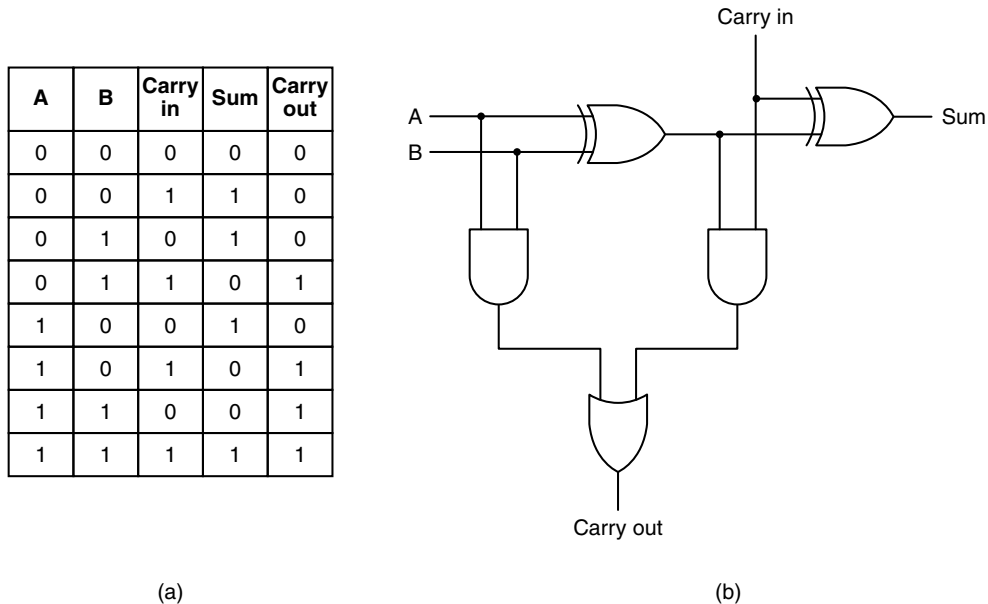 A B Carry in Sum Carry out
0 0 0 0 0
0 0 1 1 0
0 1 0 1 0
0 1 1 0 1
1 0 0 1 0
1 0 1 0 1
1 1 0 0 1
1 1 1 1 1
(a)
Carry in
A
B
Sum
Carry out
(b)